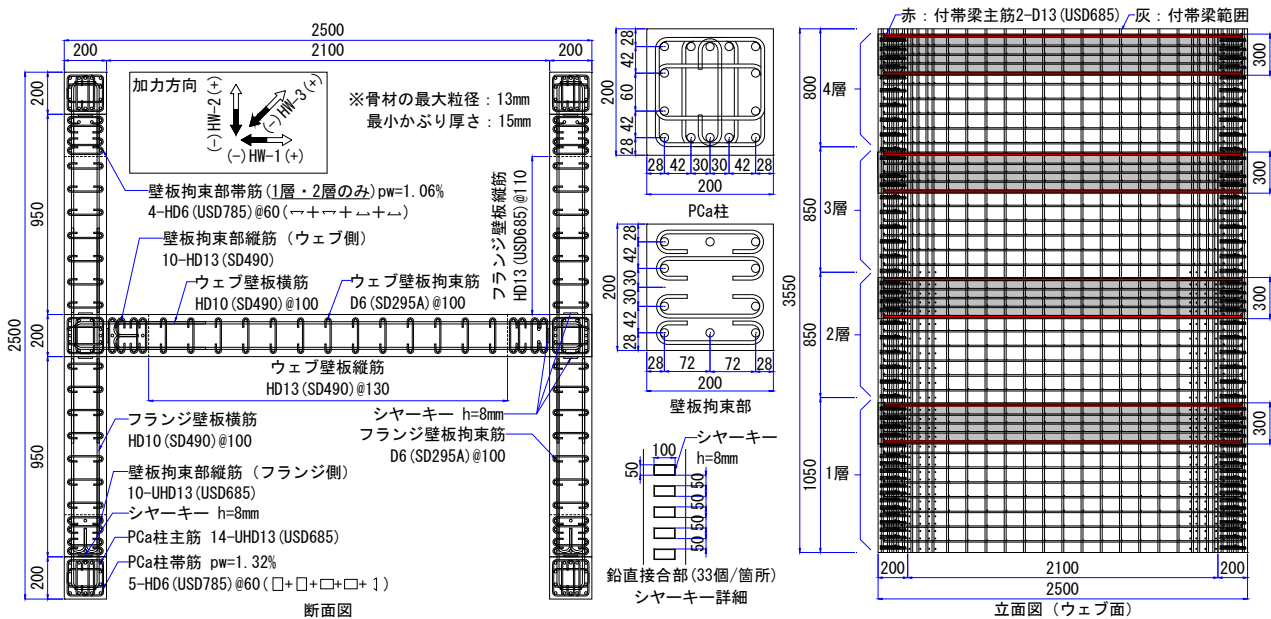 2500
200
2100
200
2500
200
950
200
950
200
加力方向
(-)HW-2(+)
(-)HW-3(+)
(-)HW-1(+)
※骨材の最大粒径：13mm
最小かぶり厚さ：15mm
壁板拘束部帯筋(1層・2層のみ)pw=1.06%
4-HD6(USD785)@60
壁板拘束部縦筋（ウェブ側）
10-HD13(SD490)
ウェブ壁板横筋
HD10(SD490)@100
ウェブ壁板拘束筋
D6(SD295A)@100
フランジ壁板縦筋
HD13(USD685)@110
ウェブ壁板縦筋
HD13(SD490)@130
シヤーキー h=8mm
フランジ壁板横筋
HD10(SD490)@100
フランジ壁板拘束筋
D6(SD295A)@100
壁板拘束部縦筋（フランジ側）
10-UHD13(USD685)
シヤーキー h=8mm
PCa柱主筋 14-UHD13(USD685)
PCa柱帯筋 pw=1.32%
5-HD6(USD785)@60(□+□+□+□+)
断面図
200
28
42
60
42
28
28 42 30 30 42 28
200
PCa柱
200
28
42
30
30
42
28
28 72 72 28
200
壁板拘束部
シヤーキー
h=8mm
100
50
50
50
50
50
鉛直接合部(33個/箇所)
シヤーキー詳細
赤：付帯梁主筋2-D13(USD685)
灰：付帯梁範囲
3550
800
850
850
1050
4層
3層
2層
1層
300
300
300
300
200
2100
200
2500
立面図（ウェブ面）